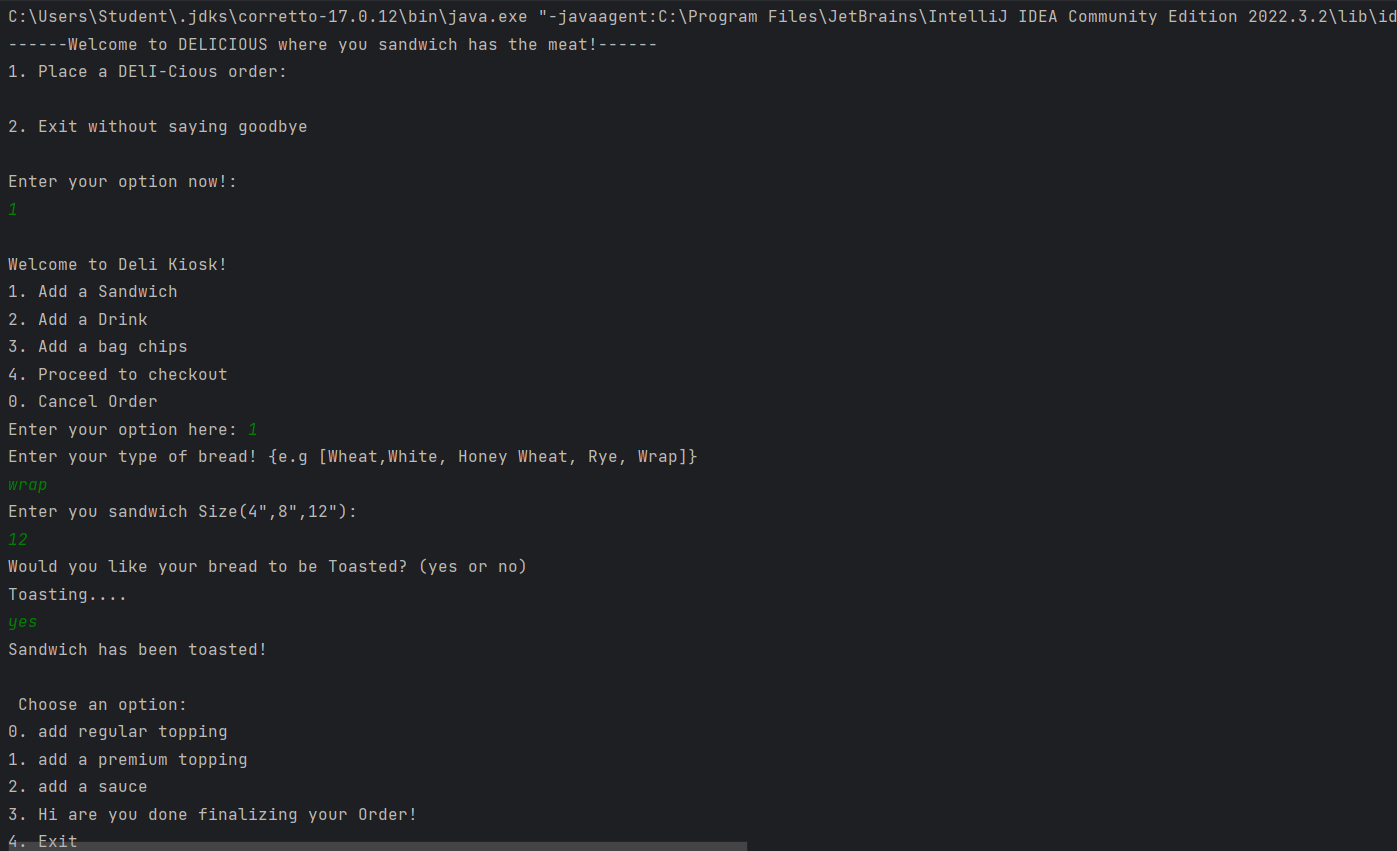 C:\Users\Student\.jdks\corretto-17.0.12\bin\java.exe "-javaagent:C:\Program Files\JetBrains\IntelliJ IDEA Community Edition 2022.3.2\lib\id
------Welcome to DELICIOUS where you sandwich has the meat!------
1. Place a DElI-Cious order:
2. Exit without saying goodbye
Enter your option now!:
1
Welcome to Deli Kiosk!
1. Add a Sandwich
2. Add a Drink
3. Add a bag chips
4. Proceed to checkout
0. Cancel Order
Enter your option here: 1
Enter your type of bread! {e.g [Wheat,White, Honey Wheat, Rye, Wrap]}
wrap
Enter you sandwich Size(4",8",12"):
12
Would you like your bread to be Toasted? (yes or no)
Toasting....
yes
Sandwich has been toasted!
Choose an option:
0. add regular topping
1. add a premium topping
2. add a sauce
3. Hi are you done finalizing your Order!
4. Exit